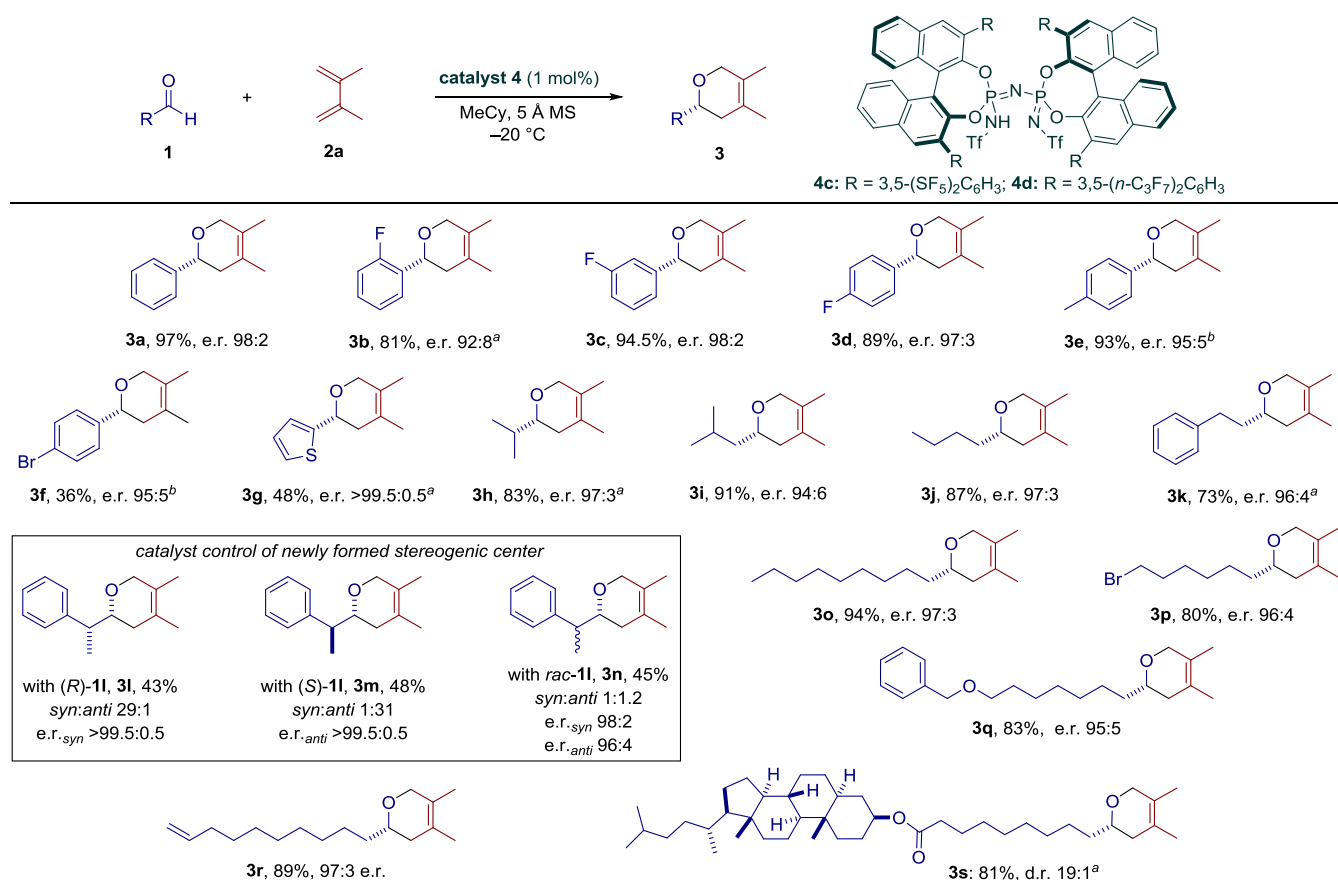 O
R H
1
+
2a
catalyst 4 (1 mol%)
MeCy, 5 Å MS
–20 °C
O
R
3
R R
O O
P=N–P
O NH N O
Tf Tf
R R
4c: R = 3,5-(SF5)2C6H3; 4d: R = 3,5-(n-C3F7)2C6H3
O
3a, 97%, e.r. 98:2
F O
3b, 81%, e.r. 92:8a
F O
3c, 94.5%, e.r. 98:2
O
F
3d, 89%, e.r. 97:3
O
3e, 93%, e.r. 95:5b
O
Br
3f, 36%, e.r. 95:5b
O
S
3g, 48%, e.r. >99.5:0.5a
O
3h, 83%, e.r. 97:3a
O
3i, 91%, e.r. 94:6
O
3j, 87%, e.r. 97:3
O
3k, 73%, e.r. 96:4a
catalyst control of newly formed stereogenic center
O
with (R)-1l, 3l, 43%
syn:anti 29:1
e.r.syn >99.5:0.5
O
with (S)-1l, 3m, 48%
syn:anti 1:31
e.r.anti >99.5:0.5
O
with rac-1l, 3n, 45%
syn:anti 1:1.2
e.r.syn 98:2
e.r.anti 96:4
O
3o, 94%, e.r. 97:3
O
Br
3p, 80%, e.r. 96:4
O O
3q, 83%, e.r. 95:5
O
3r, 89%, 97:3 e.r.
H H
H
H
O
O
O
3s: 81%, d.r. 19:1a